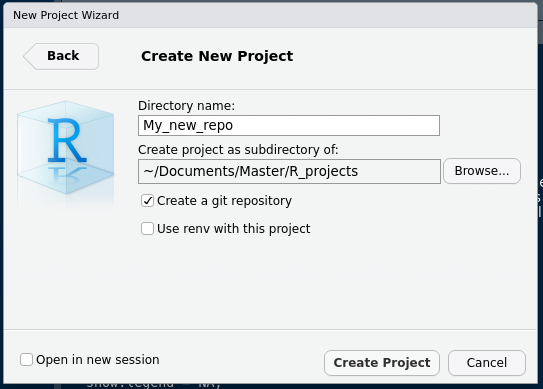 New Project Wizard
Back
Create New Project
R
Directory name:
My_new_repo
Create project as subdirectory of:
~/Documents/Master/R_projects
Browse...
Create a git repository
Use renv with this project
Open in new session
Create Project
Cancel